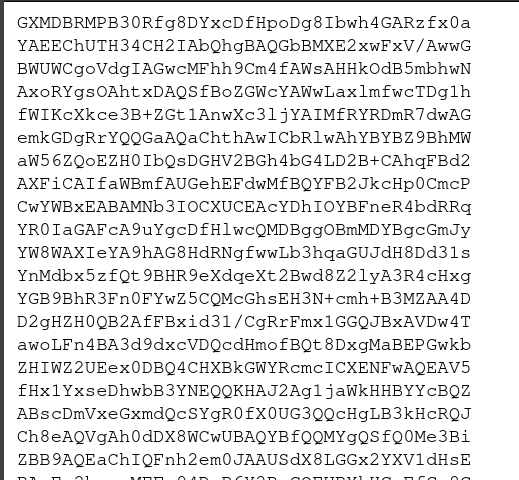 GXMDBRMPB30Rfg8DYxcDfHpoDg8Ibwh4GARzfx0a
YAEEChUTH34CH2IAbQhgBAQGbBMXE2xwFxV/AwwG
BWUWCgoVdgIAGwcMFhh9Cm4fAWsAHHkOdB5mbhwN
AxoRYgsOAhtxDAQSfBoZGWcYAWwLaxlmfwcTDg1h
fWIKcXkce3B+ZGt1AnwXc3ljYAIMfRYRDmR7dwAG
emkGDgRrYQQGaAQaChthAwICbRlwAhYBYBZ9BhMW
aW56ZQoEZH0IbQsDGHV2BGh4bG4LD2B+CAhqFBd2
AXFiCAIfaWBmfAUGehEFdwMfBQYFB2JkcHp0CmcP
CwYWBxEABAMNb3IOCXUCEAcYDhIOYBFneR4bdRRq
YR0IaGAFcA9uYgcDfHlwcQMDBggOBmMDYBgcGmJy
YW8WAXIeYA9hAG8HdRNgfwwLb3hqaGUJdH8Dd31s
YnMdbx5zfQt9BHR9eXdqeXt2Bwd8Z2lyA3R4cHxg
YGB9BhR3Fn0FYwZ5CQMcGhsEH3N+cmh+B3MZAA4D
D2gHZH0QB2AfFBxid31/CgRrFmx1GGQJBxAVDw4T
awoLFn4BA3d9dxcVDQcdHmofBQt8DxgMaBEPGwkb
ZHIWZ2UEex0DBQ4CHXBkGWYRcmcICXENFwAQEAV5
fHx1YxseDhwbB3YNEQQKHAJ2Ag1jaWkHHBYYcBQZ
ABscDmVxeGxmdQcSYgR0fX0UG3QQcHgLB3kHcRQJ
Ch8eAQVgAh0dDX8WCwUBAQYBfQQMYgQSfQ0Me3Bi
ZBB9AQEaChIQFnh2em0JAAUSdX8LGGx2YXV1dHsE